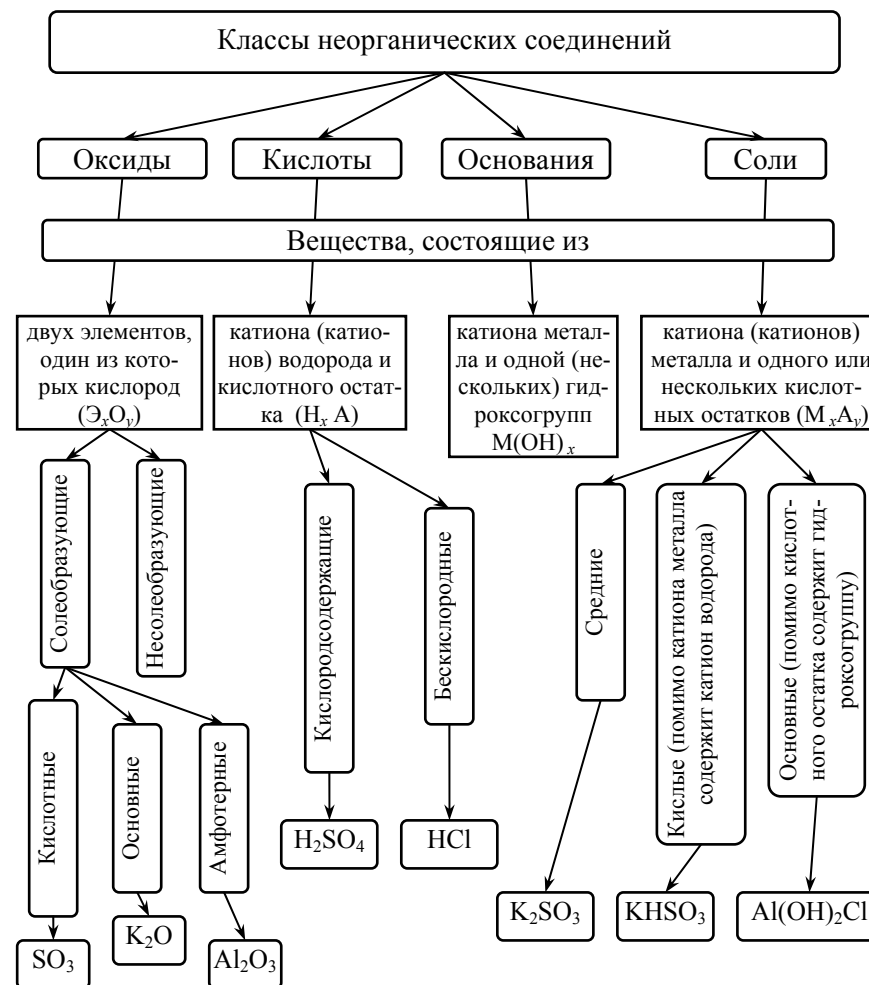 Классы неорганических соединений
Оксиды
Кислоты
Основания
Соли
Вещества, состоящие из
двух элементов,
один из кото-
рых кислород
(ЭxOy)
катиона (катио-
нов) водорода и
кислотного остат-
ка (Hx A)
катиона метал-
ла и одной (не-
скольких) гид-
роксогрупп
M(OH) x
катиона (катионов)
металла и одного или
нескольких кислот-
ных остатков (M xAy)
Солеобразующие
Несолеобразующие
Кислородсодержащие
Бескислородные
Средние
Кислые (помимо катиона металла
содержит катион водорода)
Основные (помимо кислот-
ного остатка содержит гид-
роксогруппу)
Кислотные
Основные
Амфотерные
H₂SO₄
HCl
K₂SO₃
KHSO₃
Al(OH)₂Cl
SO₃
K₂O
Al₂O₃